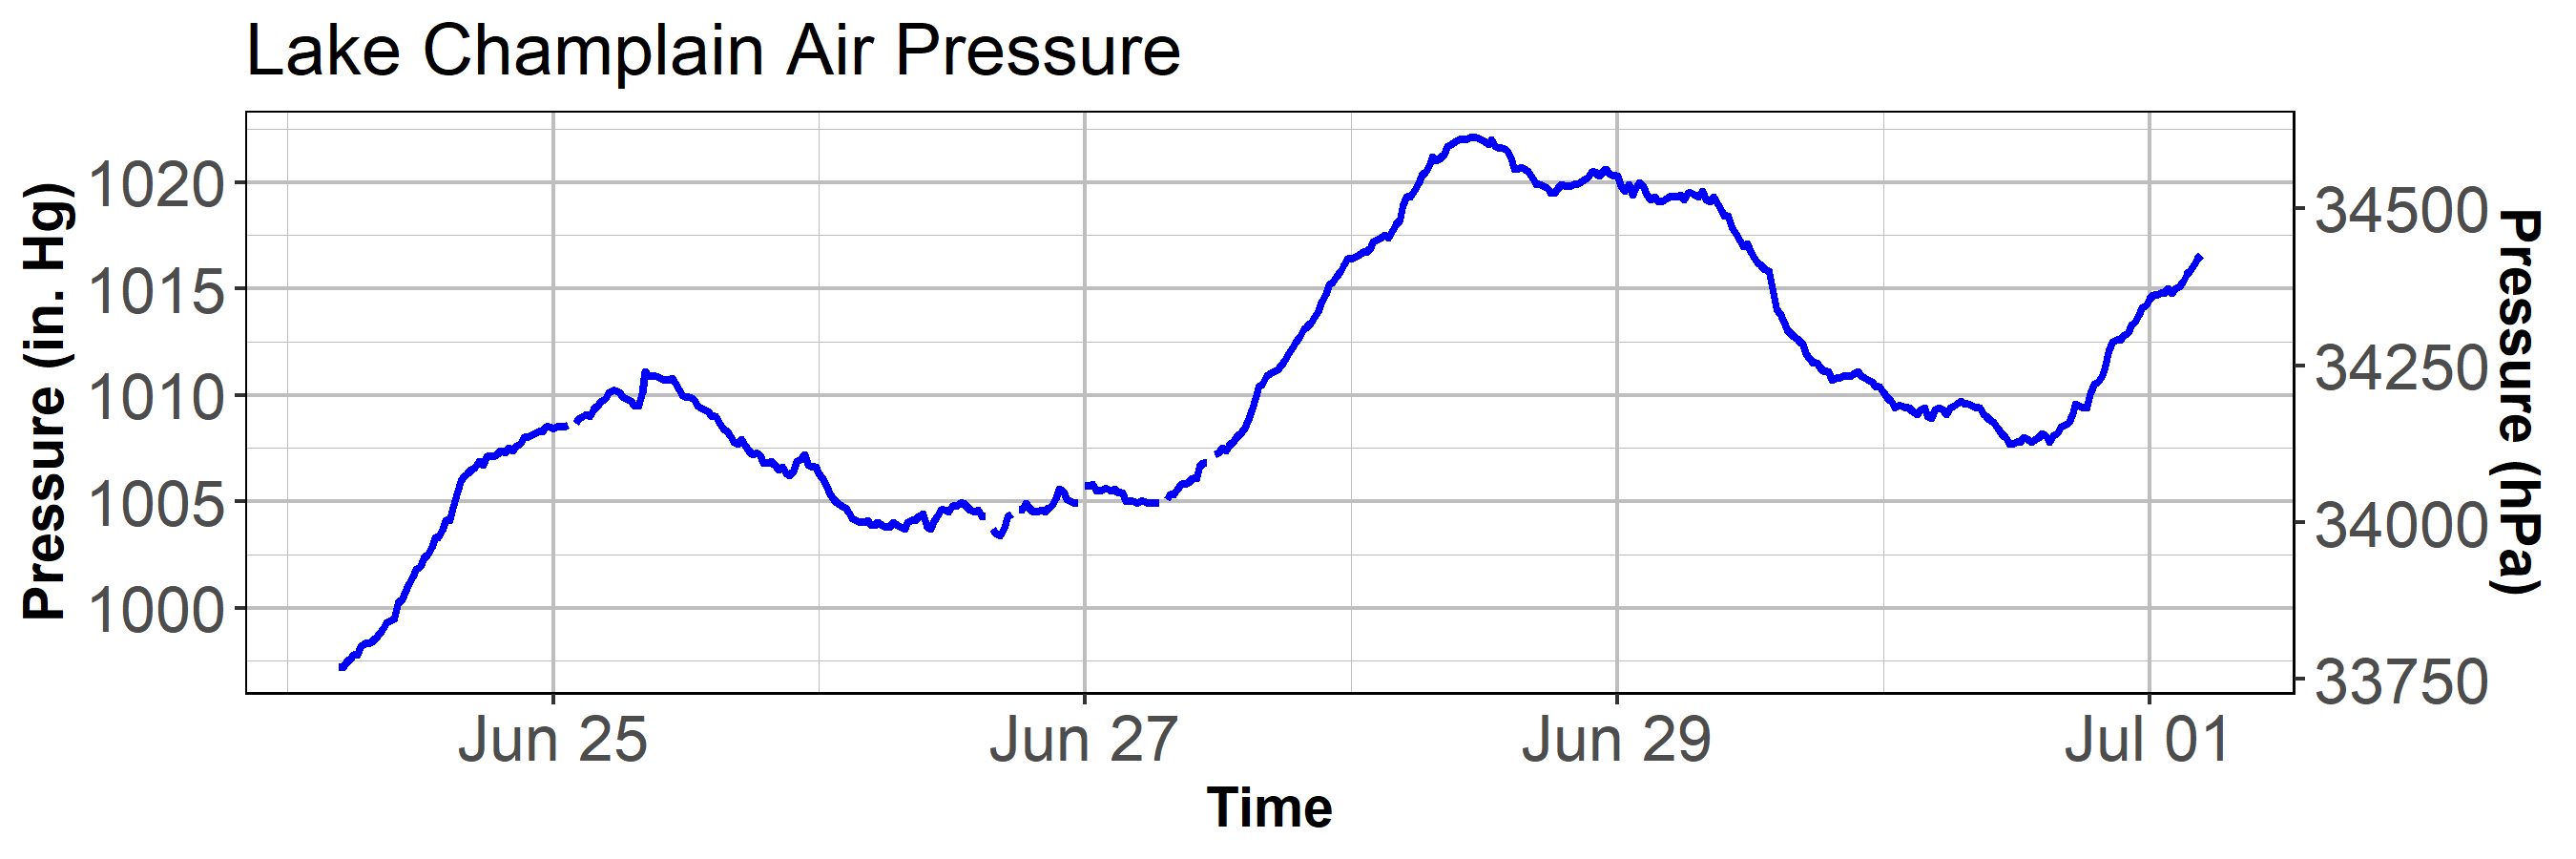 Lake Champlain Air Pressure
Pressure (in. Hg)
1020
1015
1010
1005
1000
34500
34250
34000
33750
Pressure (hPa)
Jun 25 Jun 27 Jun 29 Jul 01
Time